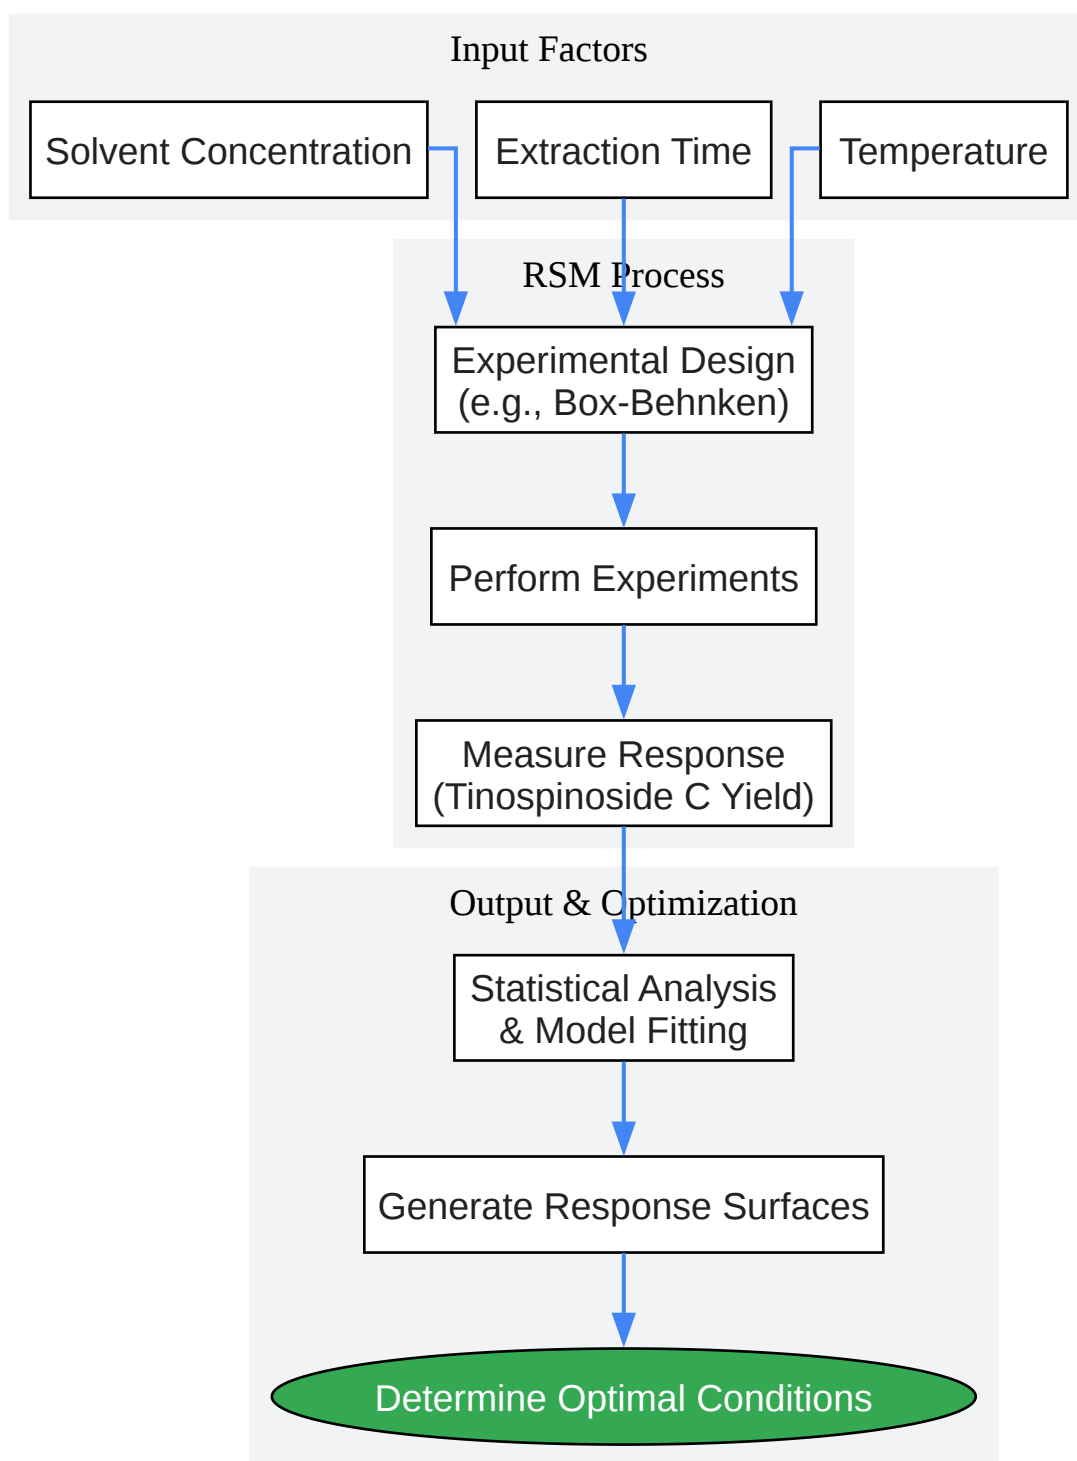 Input Factors
Solvent Concentration
Extraction Time
Temperature
RSM Process
Experimental Design
(e.g., Box-Behnken)
Perform Experiments
Measure Response
(Tinospinoside C Yield)
Output & Optimization
Statistical Analysis
& Model Fitting
Generate Response Surfaces
Determine Optimal Conditions